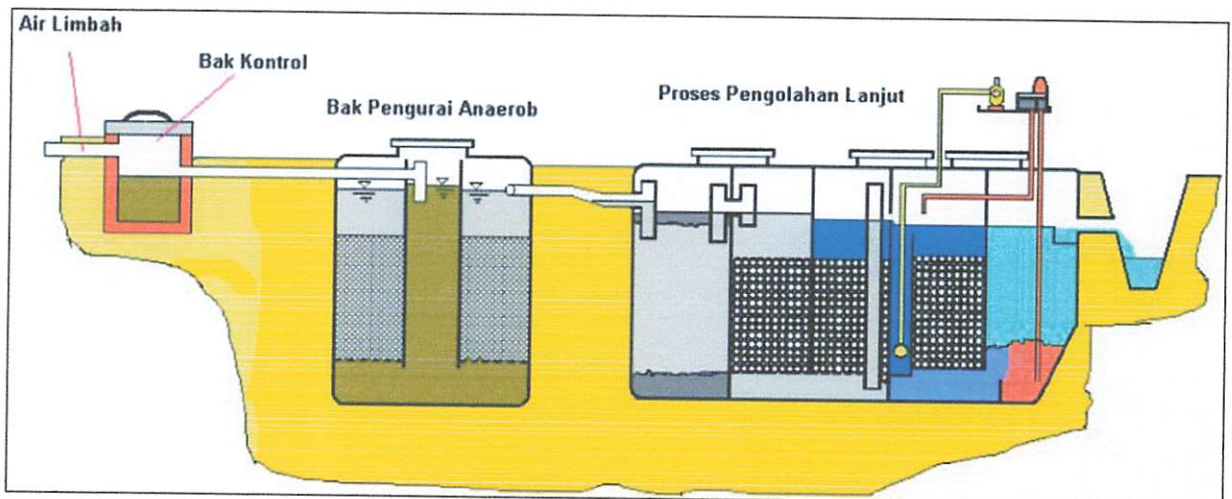 Air Limbah
Bak Kontrol
Bak Pengurai Anaerob
Proses Pengolahan Lanjut